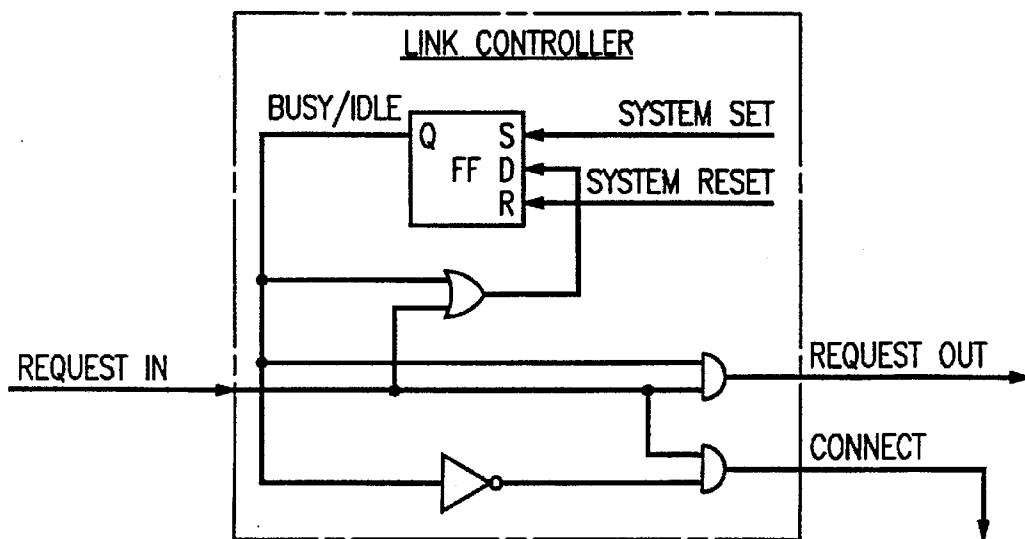 LINK CONTROLLER
BUSY/IDLE
SYSTEM SET
Q
S
FF D
SYSTEM RESET
R
REQUEST IN
REQUEST OUT
CONNECT